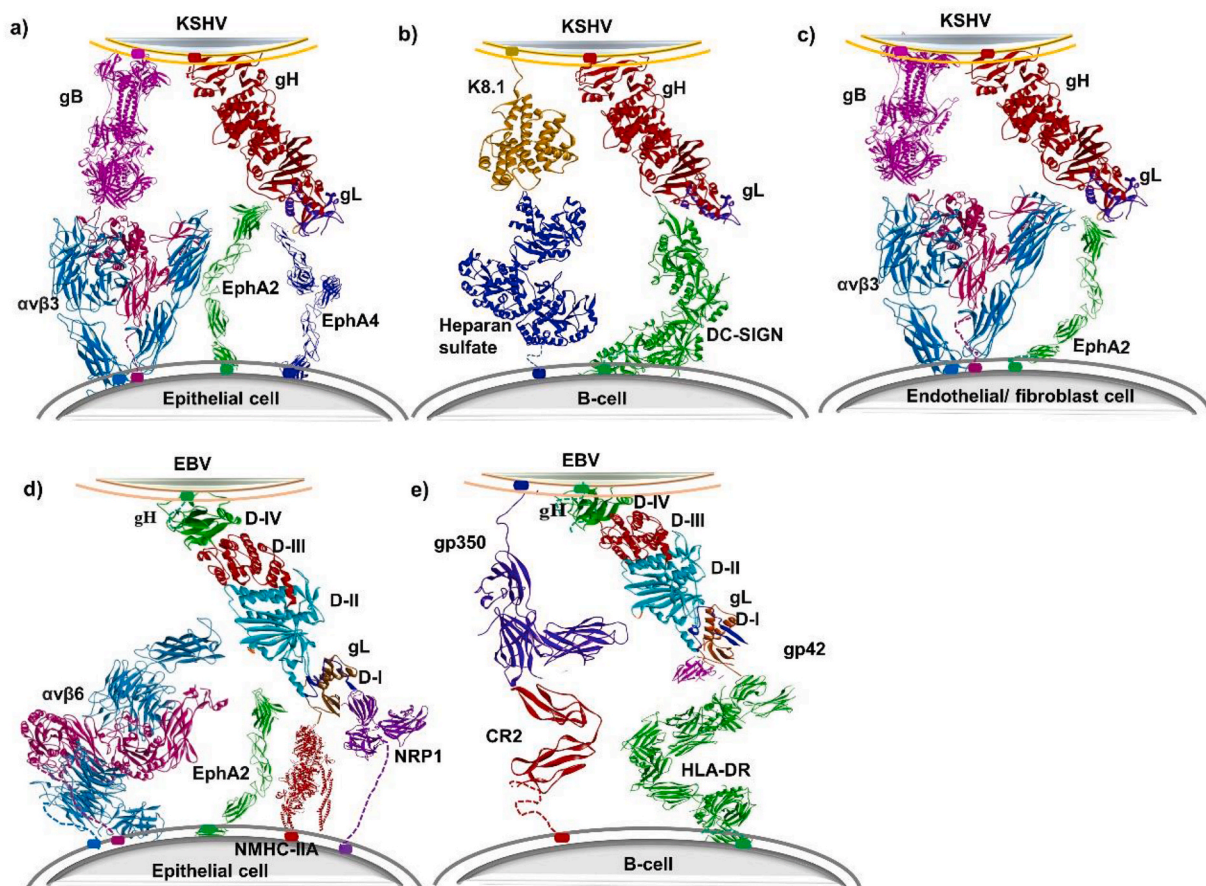 a)
KSHV
gB
gH
gL
αvβ3
EphA2
EphA4
Epithelial cell
b)
KSHV
K8.1
gH
gL
Heparan
sulfate
DC-SIGN
B-cell
c)
KSHV
gB
gH
gL
αvβ3
EphA2
Endothelial/ fibroblast cell
d)
EBV
gH
D-IV
D-III
D-II
gL
D-I
αvβ6
EphA2
NRP1
NMHC-IIA
Epithelial cell
e)
EBV
gH
D-IV
D-III
gp350
D-II
gL
D-I
gp42
CR2
HLA-DR
B-cell